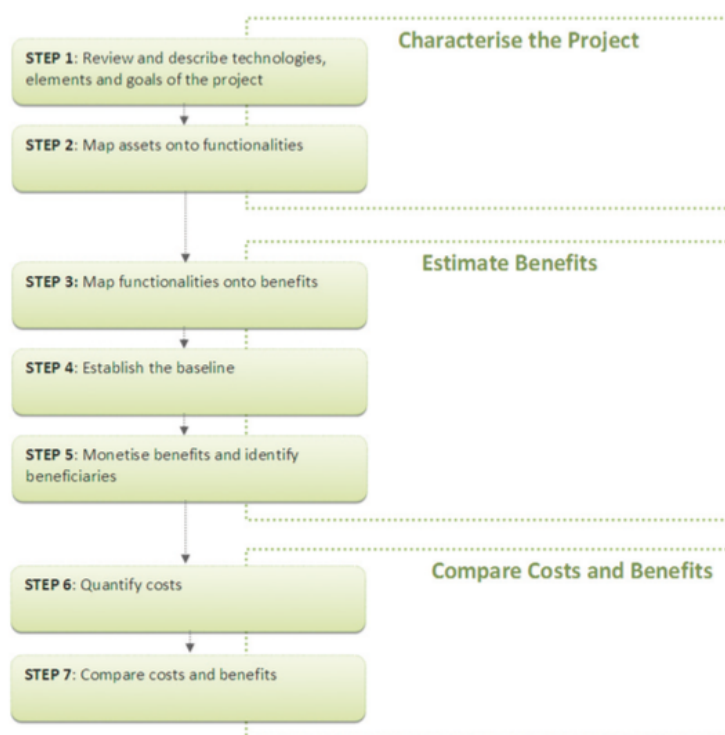 Characterise the Project
STEP 1: Review and describe technologies,
elements and goals of the project
STEP 2: Map assets onto functionalities
Estimate Benefits
STEP 3: Map functionalities onto benefits
STEP 4: Establish the baseline
STEP 5: Monetise benefits and identify
beneficiaries
Compare Costs and Benefits
STEP 6: Quantify costs
STEP 7: Compare costs and benefits